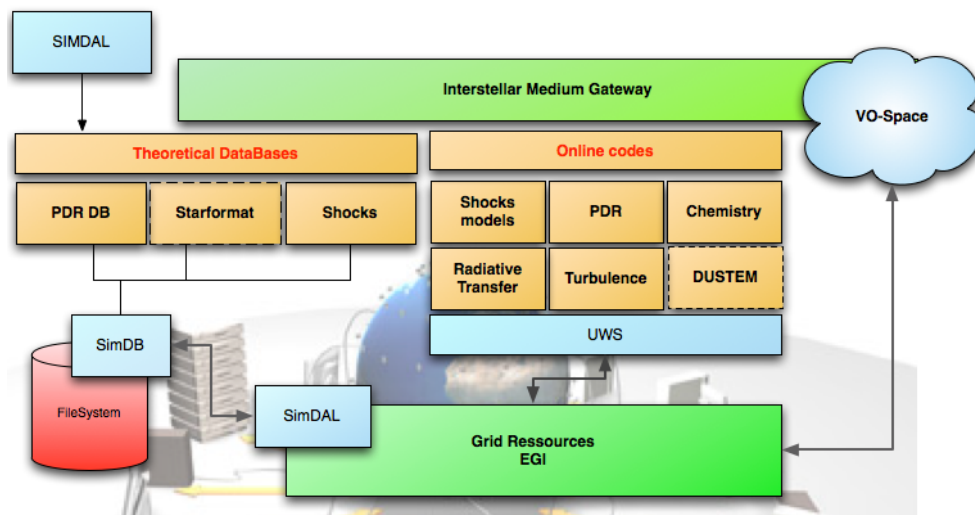 SIMDAL
Interstellar Medium Gateway
VO-Space
Theoretical DataBases
Online codes
PDR DB
Starformat
Shocks
Shocks
models
PDR
Chemistry
Radiative
Transfer
Turbulence
DUSTEM
UWS
SimDB
FileSystem
SimDAL
Grid Ressources
EGI